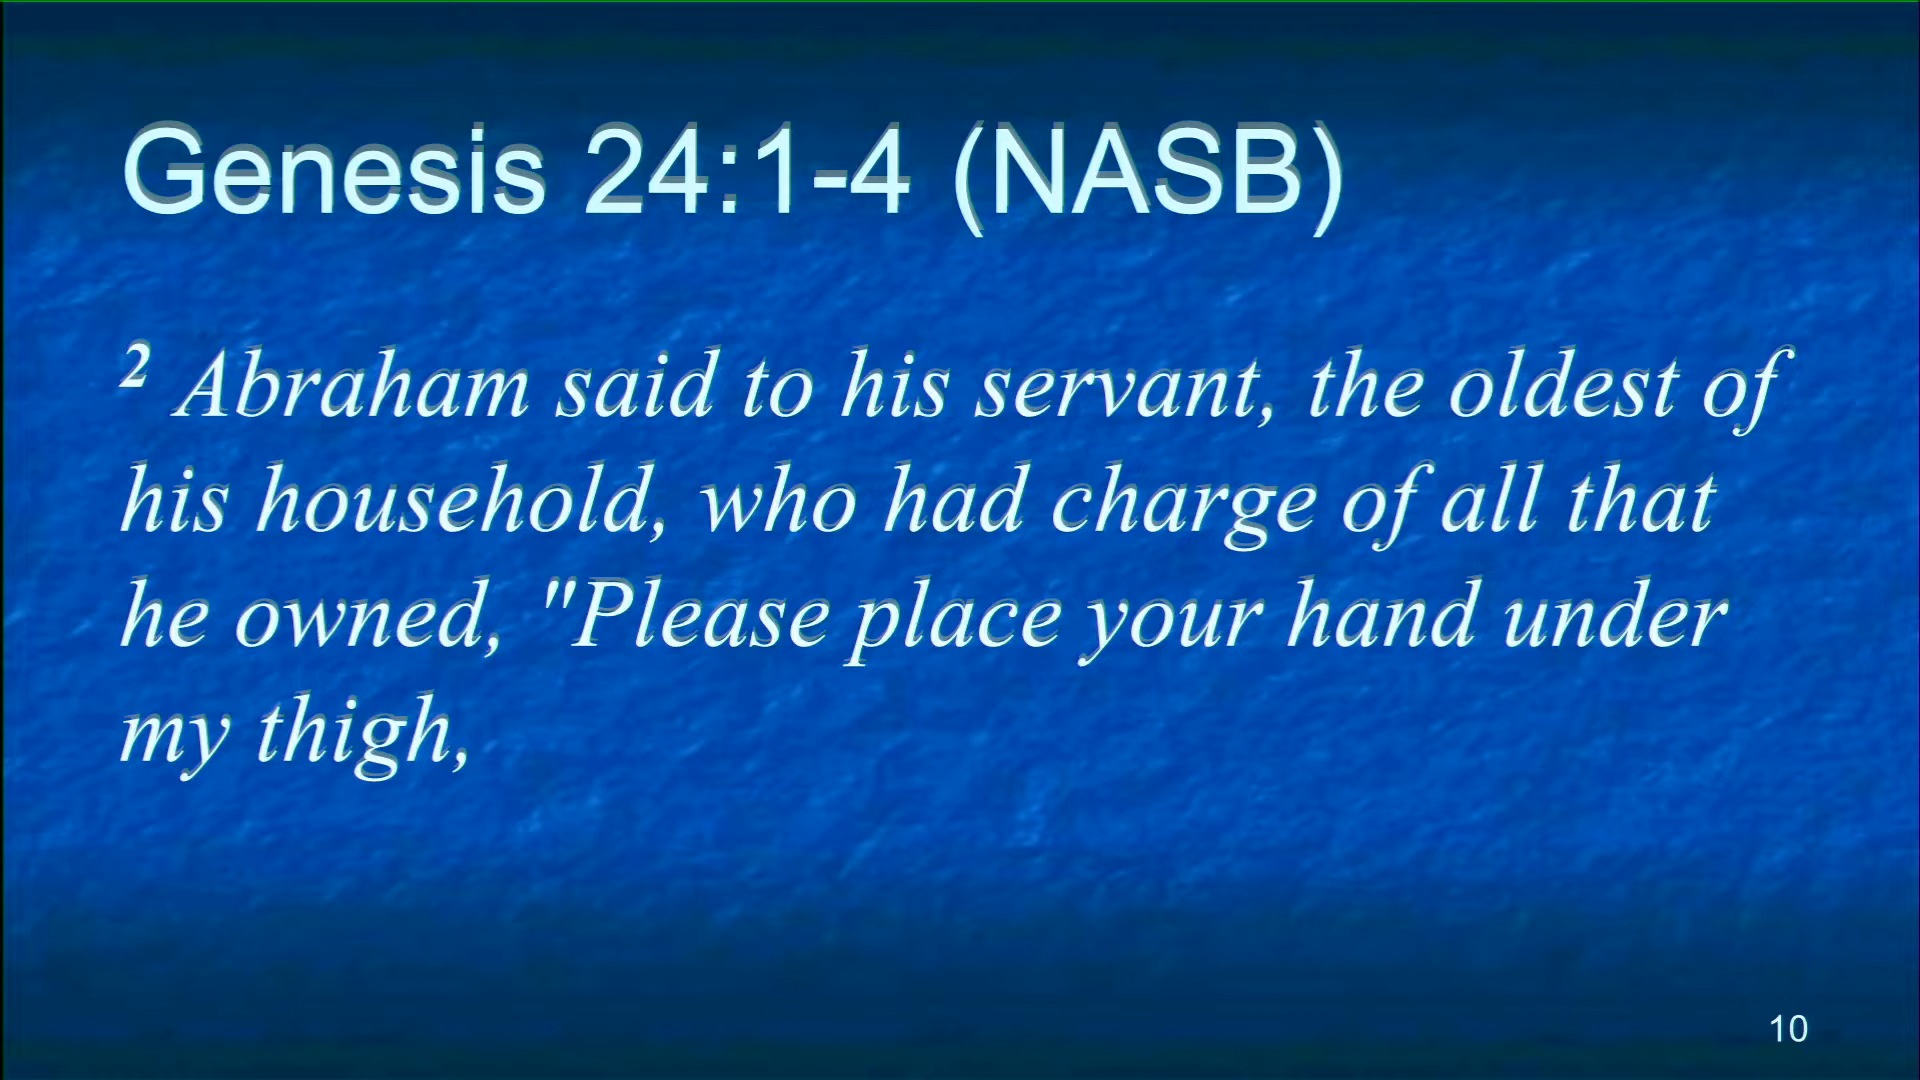 Genesis 24:1-4 (NASB)
2 Abraham said to his servant, the oldest of
his household, who had charge of all that
he owned, "Please place your hand under
my thigh,
10